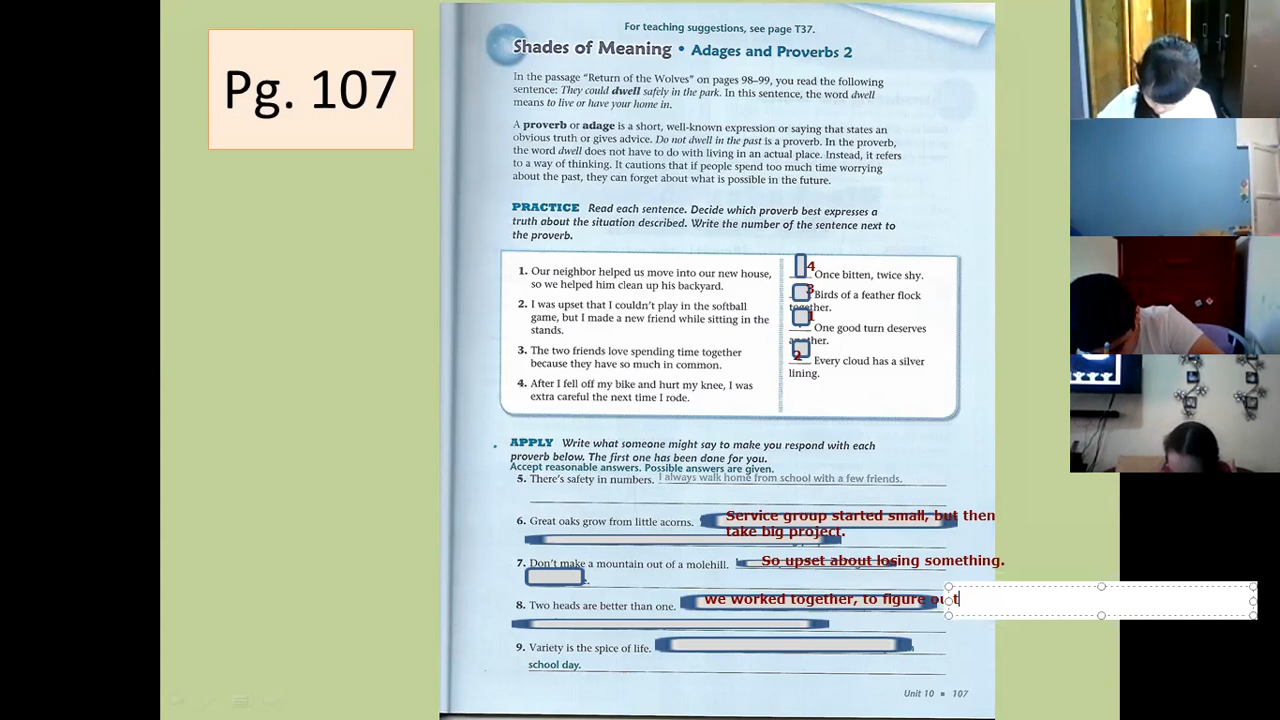 Pg. 107
For teaching suggestions, see page T37.
Shades of Meaning • Adages and Proverbs 2
In the passage “Return of the Wolves” on pages 98–99, you read the following
sentence: They could dwell safely in the park. In this sentence, the word dwell
means to live or have your home in.
A proverb or adage is a short, well-known expression or saying that states an
obvious truth or gives advice. Do not dwell in the past is a proverb. In the proverb,
the word dwell does not have to do with living in an actual place. Instead, it refers
to a way of thinking. It cautions that if people spend too much time worrying
about the past, they can forget about what is possible in the future.
PRACTICE Read each sentence. Decide which proverb best expresses a
truth about the situation described. Write the number of the sentence next to
the proverb.
1. Our neighbor helped us move into our new house,
so we helped him clean up his backyard.
2. I was upset that I couldn’t play in the softball
game, but I made a new friend while sitting in the
stands.
3. The two friends love spending time together
because they have so much in common.
4. After I fell off my bike and hurt my knee, I was
extra careful the next time I rode.
4 Once bitten, twice shy.
3 Birds of a feather flock
together.
1 One good turn deserves
another.
2 Every cloud has a silver
lining.
APPLY Write what someone might say to make you respond with each
proverb below. The first one has been done for you.
Accept reasonable answers. Possible answers are given.
5. There’s safety in numbers. I always walk home from school with a few friends.
6. Great oaks grow from little acorns. Service group started small, but then
take big project.
7. Don’t make a mountain out of a molehill. So upset about losing something.
8. Two heads are better than one. we worked together, to figure out
9. Variety is the spice of life.
school day.
Unit 10 ■ 107